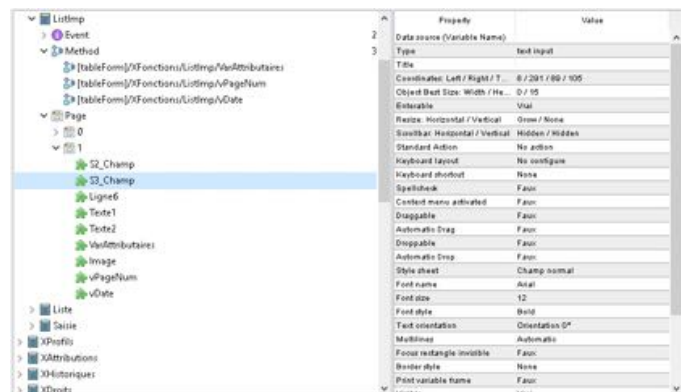 ListImp
Event 2
Method 3
[tableForm]/XFonctions/ListImp/VarAttributaires
[tableForm]/XFonctions/ListImp/vPageNum
[tableForm]/XFonctions/ListImp/vDate
Page
0
1
S2_Champ
S3_Champ
Ligne6
Texte1
Texte2
VarAttributaires
Image
vPageNum
vDate
Liste
Saisie
XProfils
XAttributions
XHistoriques
XDroits
Property Value
Data source (Variable Name)
Type text input
Title
Coordinates: Left / Right / T... 8 / 291 / 89 / 105
Object Best Size: Width / He... 0 / 15
Enterable Vrai
Resize: Horizontal / Vertical Grow / None
Scrollbar: Horizontal / Vertical Hidden / Hidden
Standard Action No action
Keyboard layout No configure
Keyboard shortcut None
Spellcheck Faux
Context menu activated Faux
Draggable Faux
Automatic Drag Faux
Droppable Faux
Automatic Drop Faux
Style sheet Champ normal
Font name Arial
Font size 12
Font style Bold
Text orientation Orientation 0°
Multilines Automatic
Focus rectangle invisible Faux
Border style None
Print variable frame Faux